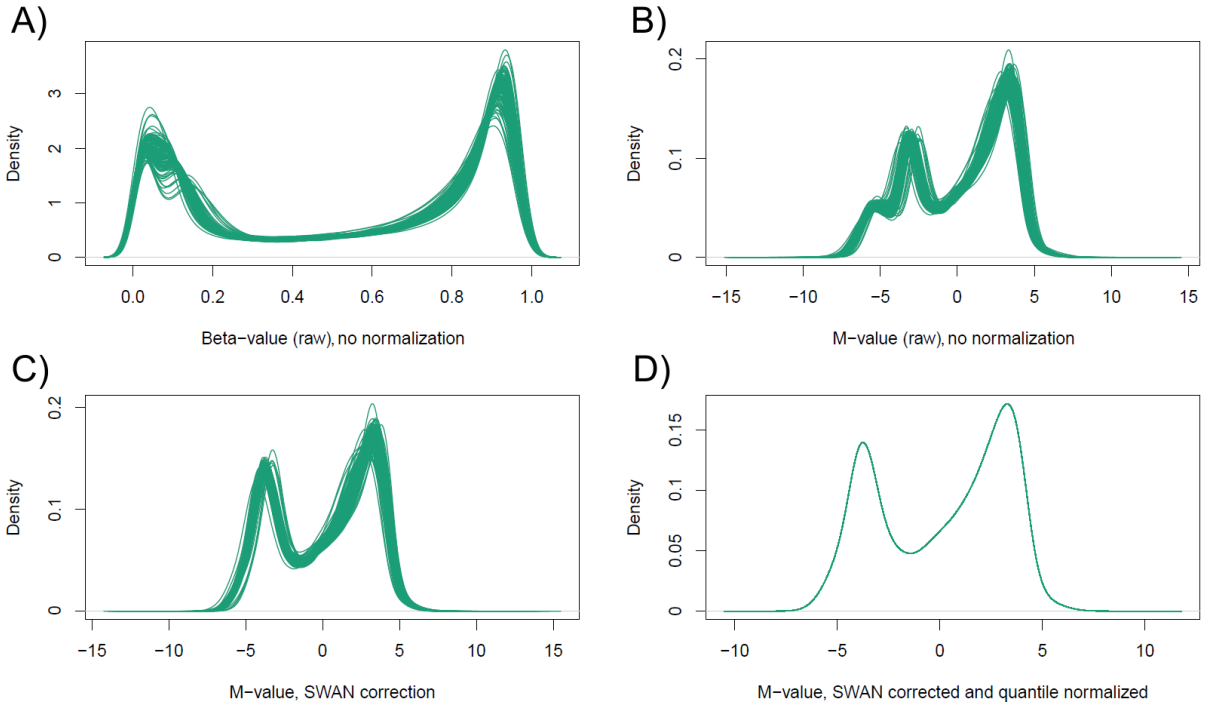 A)
Density
0
1
2
3
0.0 0.2 0.4 0.6 0.8 1.0
Beta−value (raw), no normalization
B)
Density
0
0.1
0.2
−15 −10 −5 0 5 10 15
M−value (raw), no normalization
C)
Density
0
0.1
0.2
−15 −10 −5 0 5 10 15
M−value, SWAN correction
D)
Density
0
0.05
0.1
0.15
−10 −5 0 5 10
M−value, SWAN corrected and quantile normalized